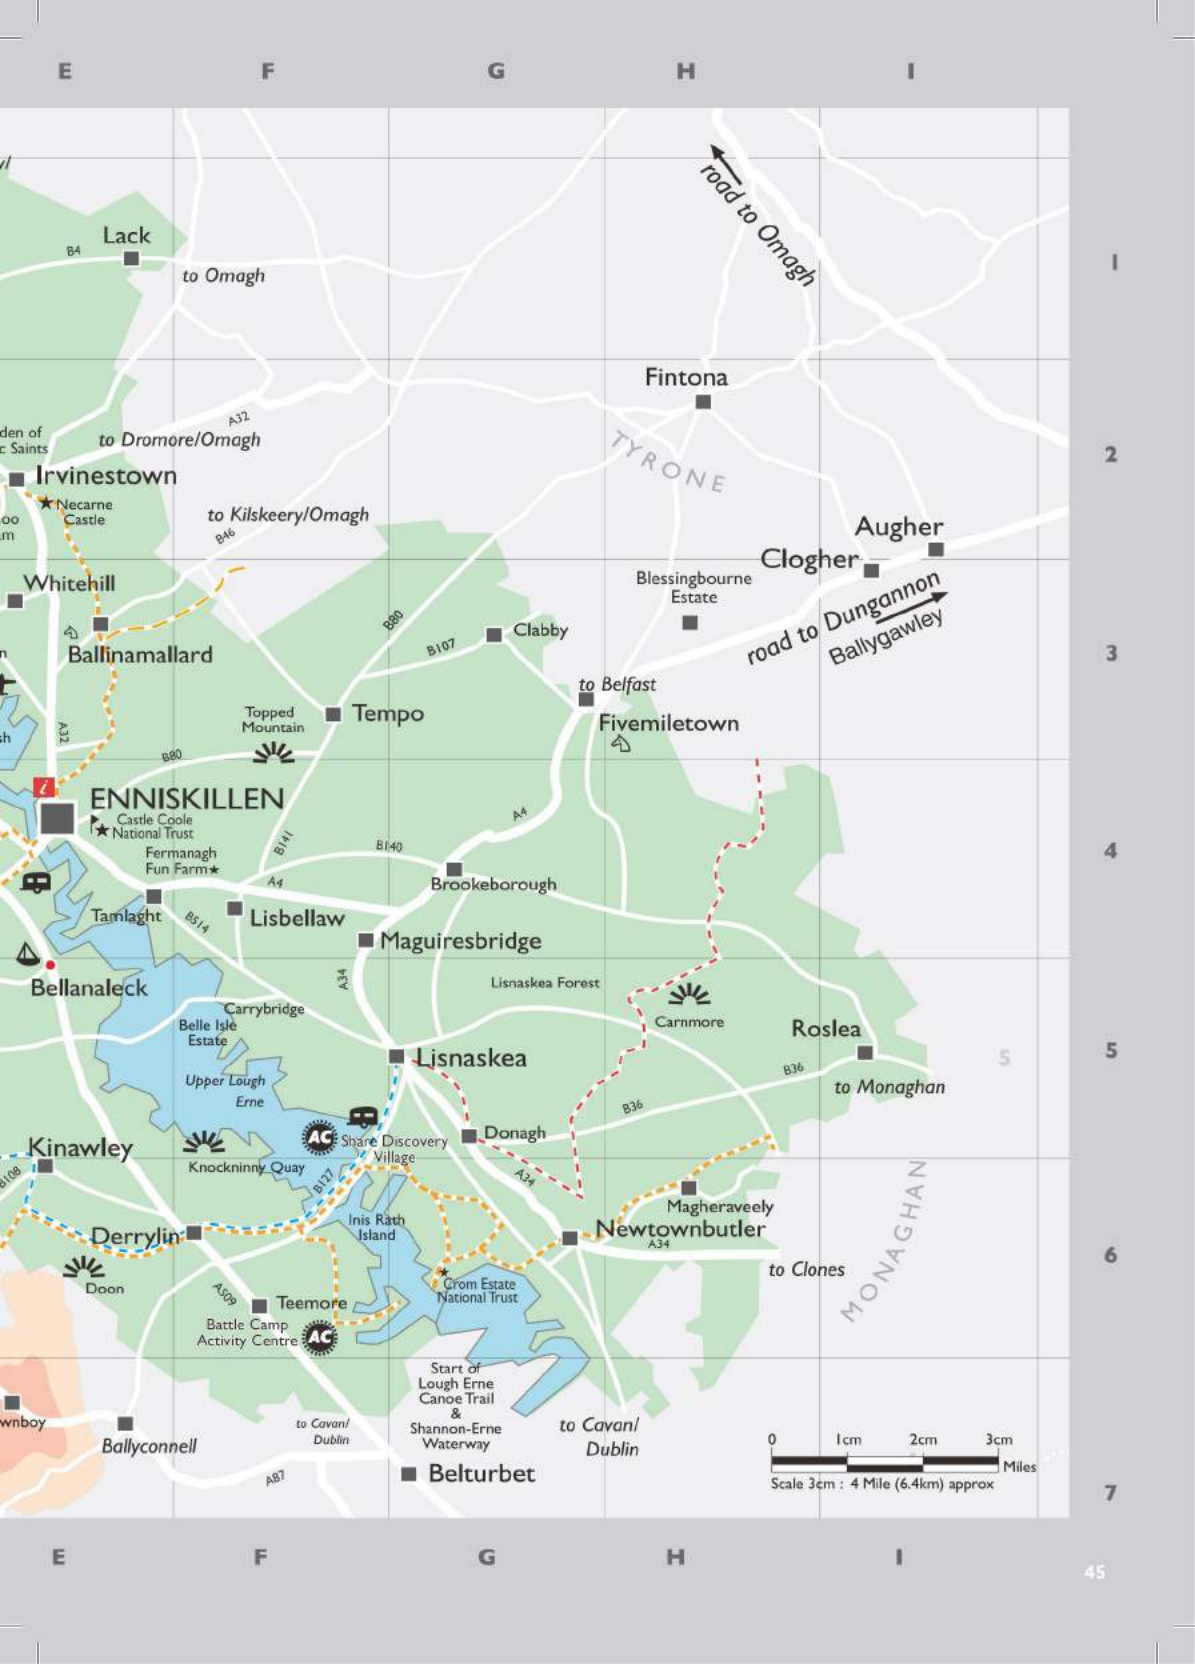 E F G H I
Lack
B4
to Omagh
road to Omagh
1
Fintona
A32
to Dromore/Omagh
den of
c Saints
TYRONE
2
Irvinestown
Necarne
Castle
oo
m
to Kilskeery/Omagh
B46
Augher
Clogher
Whitehill
Blessingbourne
Estate
road to Dungannon
Ballygawley
B80
Clabby
B107
Ballinamallard
n
3
to Belfast
Topped
Mountain
Tempo
Fivemiletown
A32
sh
B80
i
ENNISKILLEN
Castle Coole
National Trust
A4
B141
B140
Fermanagh
Fun Farm
4
A4
Brookeborough
Tamlaght
B514
Lisbellaw
Maguiresbridge
A34
Lisnaskea Forest
Bellanaleck
Carrybridge
Belle Isle
Estate
Carnmore
Roslea
Lisnaskea
5
5
B36
to Monaghan
Upper Lough
Erne
B36
Donagh
AC
Share Discovery
Village
Kinawley
Knockninny Quay
B108
B127
A34
Magheraveely
Inis Rath
Island
Newtownbutler
A34
Derrylin
MONAGHAN
6
to Clones
Doon
Crom Estate
National Trust
A509
Teemore
Battle Camp
Activity Centre
AC
Start of
Lough Erne
Canoe Trail
&
Shannon-Erne
Waterway
wnboy
Ballyconnell
to Cavan/
Dublin
to Cavan/
Dublin
A87
Belturbet
0 1cm 2cm 3cm
Miles
Scale 3cm : 4 Mile (6.4km) approx
7
E F G H I
45